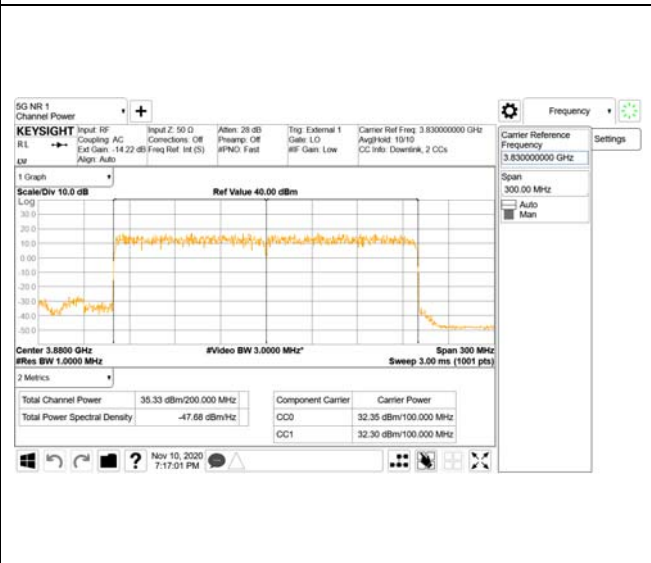 5G NR 1
Channel Power
Frequency
KEYSIGHT
Input: RF
Coupling: AC
Ext Gain: -14.22 dB
Align: Auto
Input Z: 50 Ω
Corrections: Off
Freq Ref: Int (S)
Atten: 28 dB
Preamp: Off
#PNO: Fast
Trig: External 1
Gate: LO
#IF Gain: Low
Carrier Ref Freq: 3.830000000 GHz
Avg|Hold: 10/10
CC Info: Downlink, 2 CCs
RL
Carrier Reference
Frequency
3.830000000 GHz
Settings
Span
300.00 MHz
Auto
Man
1 Graph
Scale/Div 10.0 dB
Ref Value 40.00 dBm
Log
30.0
20.0
10.0
0.00
-10.0
-20.0
-30.0
-40.0
-50.0
Center 3.8800 GHz
#Video BW 3.0000 MHz*
Span 300 MHz
#Res BW 1.0000 MHz
Sweep 3.00 ms (1001 pts)
2 Metrics
Total Channel Power 35.33 dBm/200.000 MHz
Total Power Spectral Density -47.68 dBm/Hz
Component Carrier Carrier Power
CC0 32.35 dBm/100.000 MHz
CC1 32.30 dBm/100.000 MHz
Nov 10, 2020
7:17:01 PM